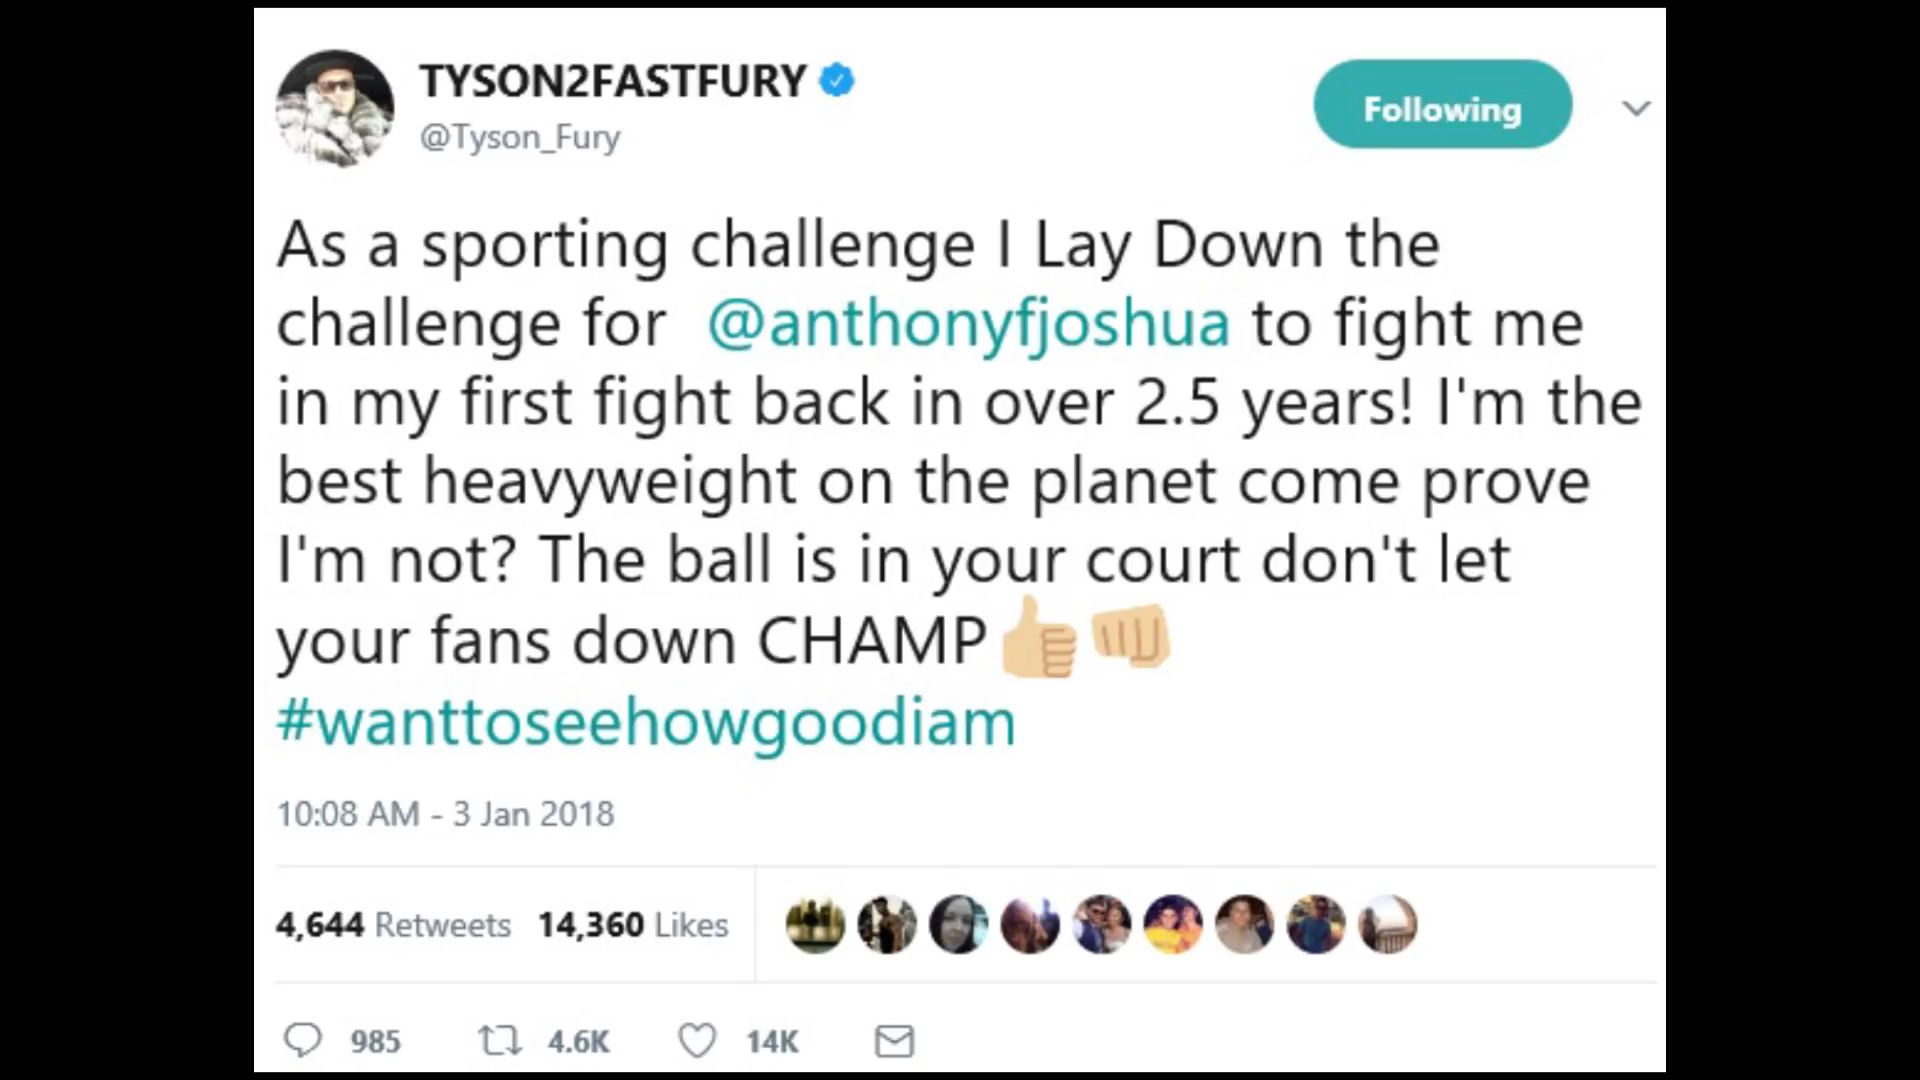 TYSON2FASTFURY
@Tyson_Fury
Following
As a sporting challenge I Lay Down the
challenge for @anthonyfjoshua to fight me
in my first fight back in over 2.5 years! I'm the
best heavyweight on the planet come prove
I'm not? The ball is in your court don't let
your fans down CHAMP👍🏼👊🏼
#wanttoseehowgoodiam
10:08 AM - 3 Jan 2018
4,644 Retweets 14,360 Likes
985 4.6K 14K